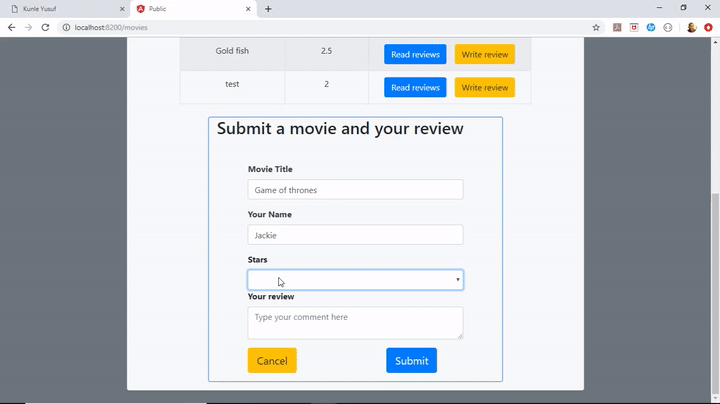 Kunle Yusuf
Public
localhost:8200/movies
Gold fish 2.5 Read reviews Write review
test 2 Read reviews Write review
Submit a movie and your review
Movie Title
Game of thrones
Your Name
Jackie
Stars
Your review
Type your comment here
Cancel Submit